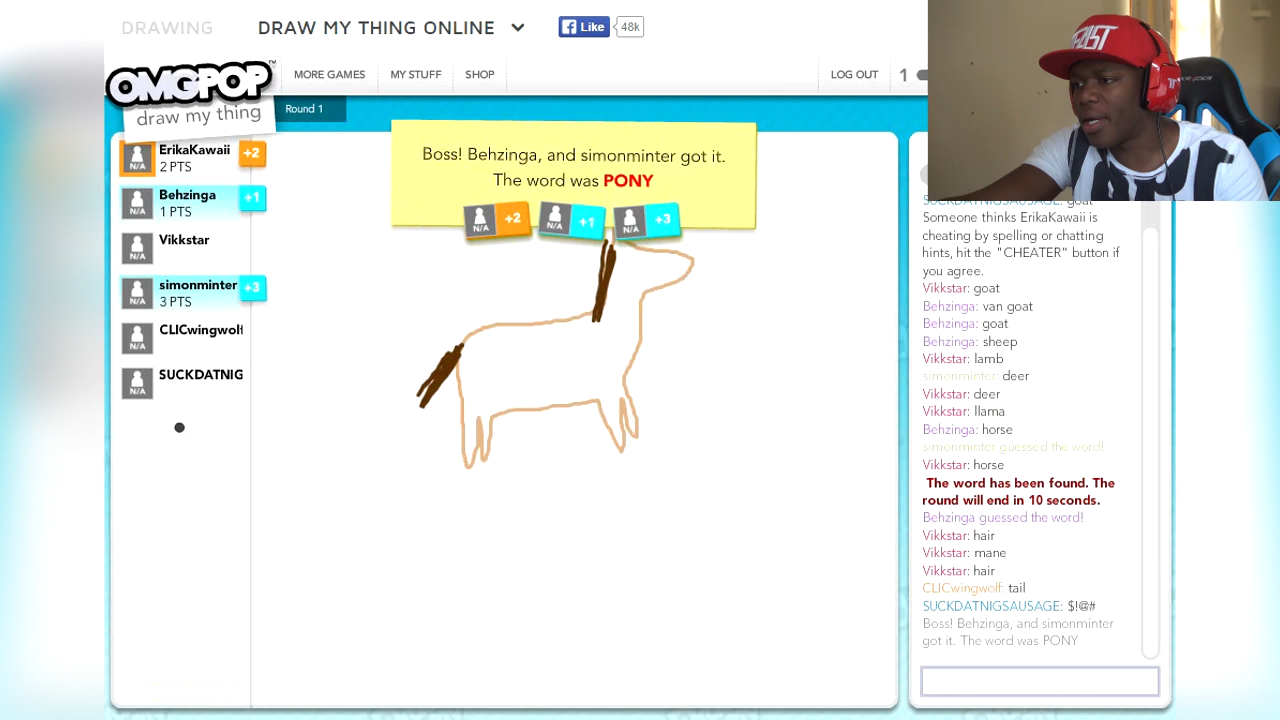 DRAWING
DRAW MY THING ONLINE
Like
48k
OMGPOP
™
draw my thing
MORE GAMES
MY STUFF
SHOP
LOG OUT
1
Round 1
ErikaKawaii
2 PTS
+2
N/A
Behzinga
1 PTS
+1
N/A
Vikkstar
N/A
simonminter
3 PTS
+3
N/A
CLICwingwolf
N/A
SUCKDATNIG
N/A
Boss! Behzinga, and simonminter got it.
The word was PONY
N/A +2
N/A +1
N/A +3
SUCKDATNIGSAUSAGE: goat
Someone thinks ErikaKawaii is
cheating by spelling or chatting
hints, hit the "CHEATER" button if
you agree.
Vikkstar: goat
Behzinga: van goat
Behzinga: goat
Behzinga: sheep
Vikkstar: lamb
simonminter: deer
Vikkstar: deer
Vikkstar: llama
Behzinga: horse
simonminter guessed the word!
Vikkstar: horse
The word has been found. The
round will end in 10 seconds.
Behzinga guessed the word!
Vikkstar: hair
Vikkstar: mane
Vikkstar: hair
CLICwingwolf: tail
SUCKDATNIGSAUSAGE: $!@#
Boss! Behzinga, and simonminter
got it. The word was PONY